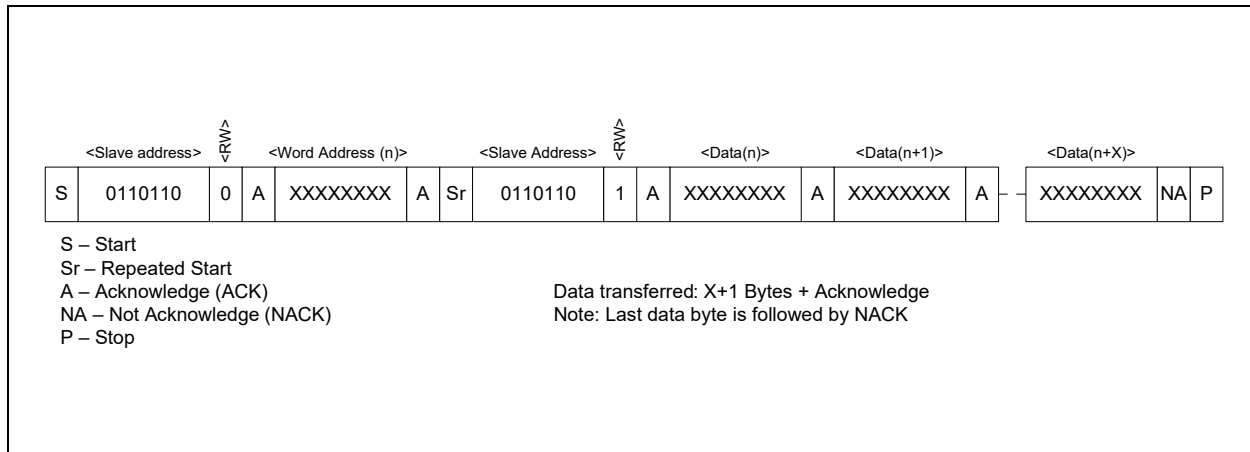 <Slave address> <RW> <Word Address (n)> <Slave Address> <RW> <Data(n)> <Data(n+1)> <Data(n+X)>
S 0110110 0 A XXXXXXXX A Sr 0110110 1 A XXXXXXXX A XXXXXXXX A XXXXXXXX NA P
S – Start
Sr – Repeated Start
A – Acknowledge (ACK)
NA – Not Acknowledge (NACK)
P – Stop
Data transferred: X+1 Bytes + Acknowledge
Note: Last data byte is followed by NACK